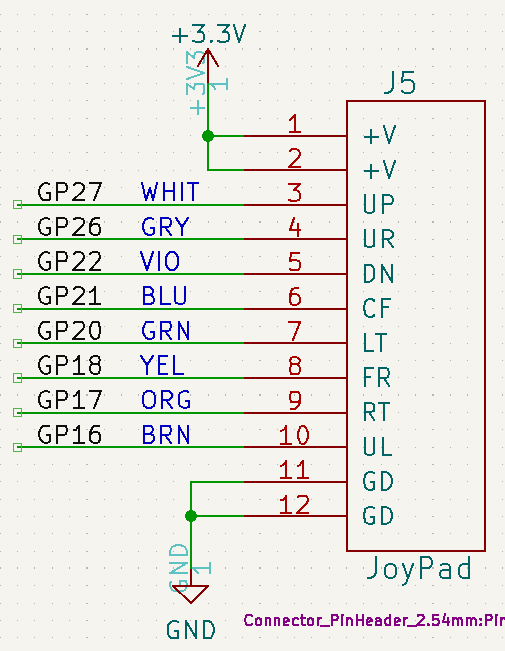 +3.3V
+3V3
1
J5
1 +V
2 +V
GP27 WHIT 3 UP
GP26 GRY 4 UR
GP22 VIO 5 DN
GP21 BLU 6 CF
GP20 GRN 7 LT
GP18 YEL 8 FR
GP17 ORG 9 RT
GP16 BRN 10 UL
11 GD
12 GD
GND
1
JoyPad
GND
Connector_PinHeader_2.54mm:Pin